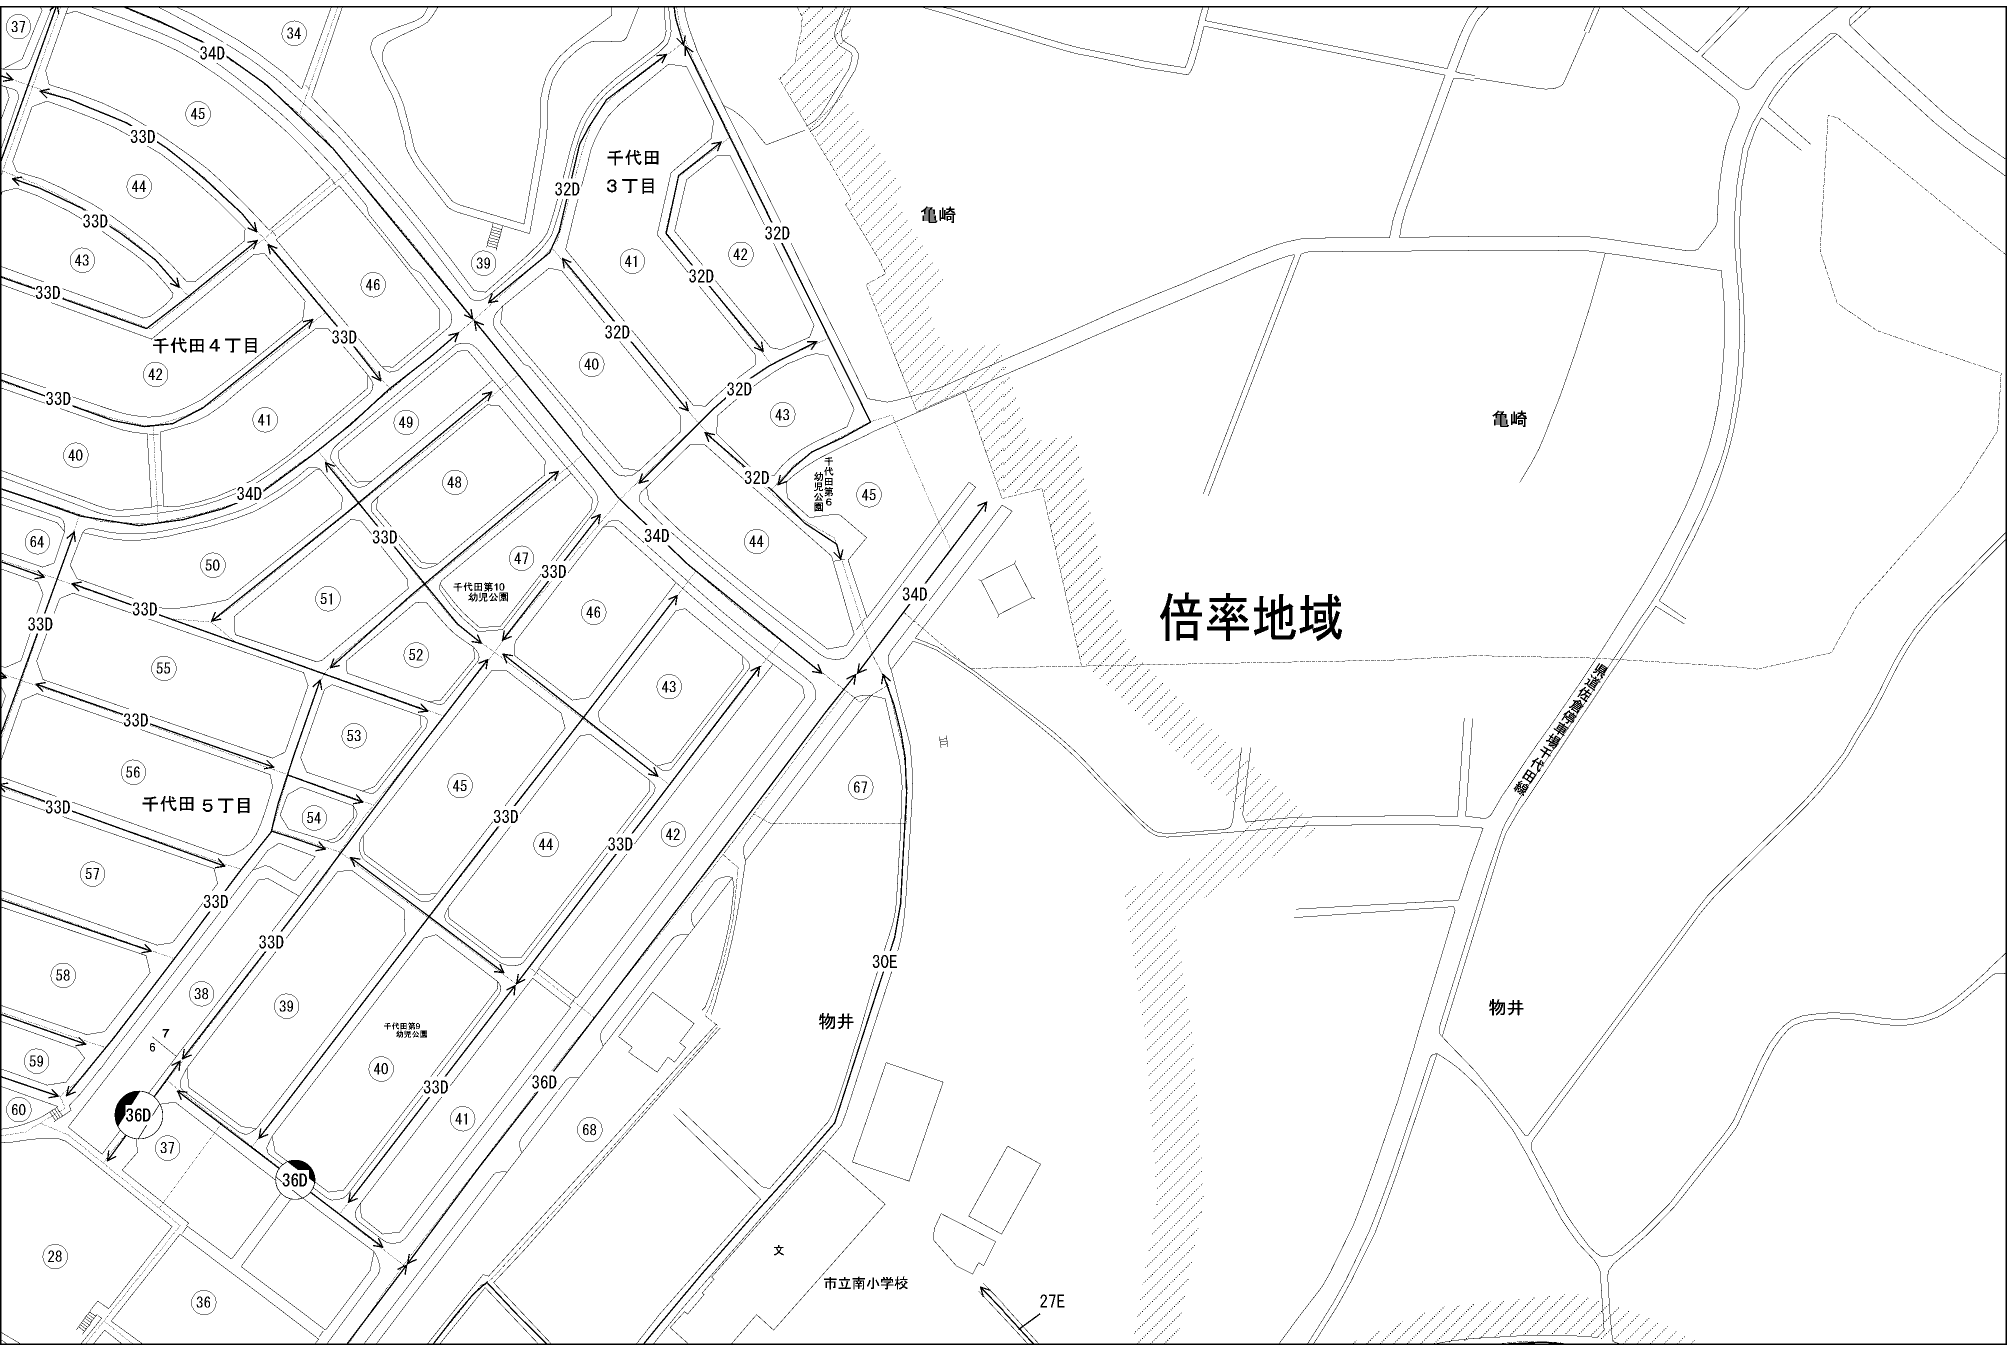 37
34D
34
45
33D
44
33D
43
33D
46
33D
千代田4丁目
42
33D
41
40
34D
39
32D
千代田
3丁目
41
42
32D
32D
32D
40
32D
43
32D
千代田第6
幼児公園
45
44
34D
34D
亀崎
亀崎
倍率地域
県道佐倉停車場千代田線
49
48
33D
47
千代田第10
幼児公園
33D
46
50
51
52
64
33D
33D
55
33D
53
56
千代田5丁目
33D
54
57
33D
58
59
60
43
45
33D
44
33D
42
67
33D
38
39
千代田第9
幼児公園
40
33D
41
36D
7
6
36D
37
36D
28
36
68
30E
物井
物井
文
市立南小学校
27E